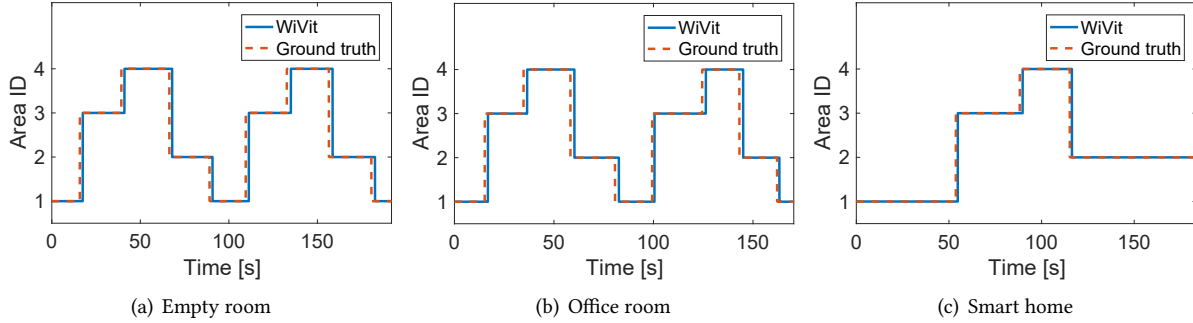 WiVit
Ground truth
Area ID
4
3
2
1
0 50 100 150
Time [s]
(a) Empty room
WiVit
Ground truth
Area ID
4
3
2
1
0 50 100 150
Time [s]
(b) Office room
WiVit
Ground truth
Area ID
4
3
2
1
0 50 100 150
Time [s]
(c) Smart home